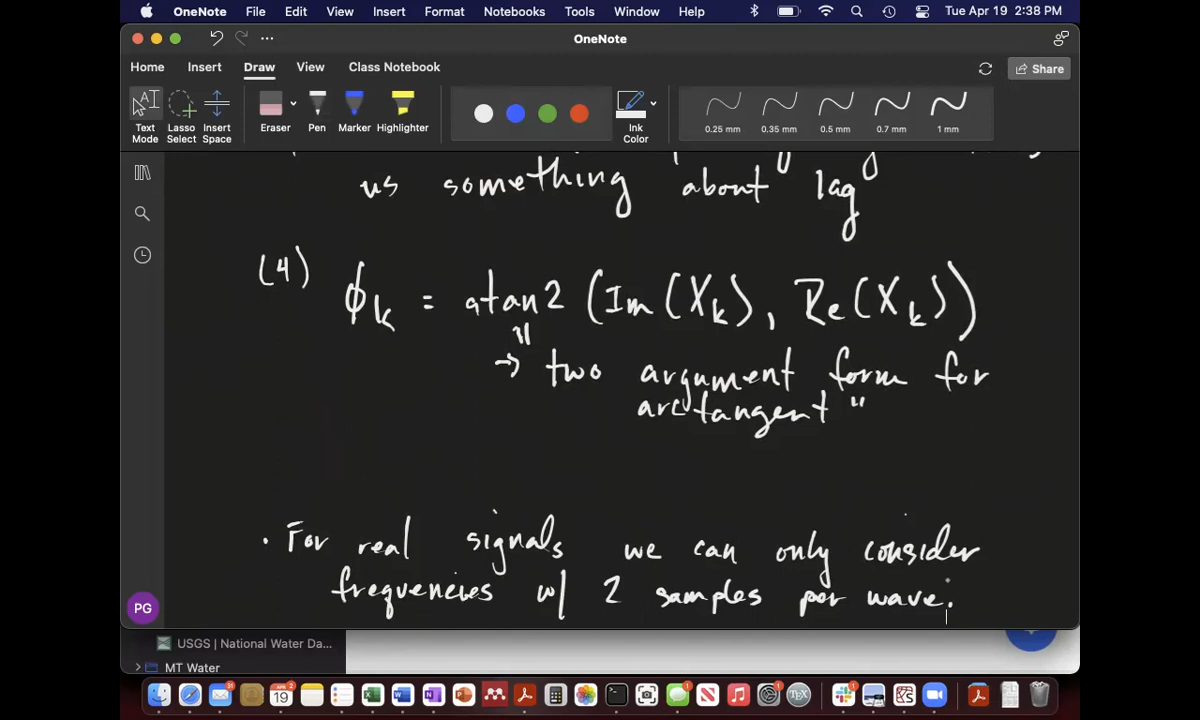 OneNote File Edit View Insert Format Notebooks Tools Window Help Tue Apr 19 2:38 PM
OneNote
Home Insert Draw View Class Notebook Share
Text Mode Lasso Select Insert Space Eraser Pen Marker Highlighter Ink Color 0.25 mm 0.35 mm 0.5 mm 0.7 mm 1 mm
us something about lag
(4) ϕk = atan2 (Im(Xk), Re(Xk))
→ " two argument form for
arctangent "
· For real signals we can only consider
frequencies w/ 2 samples per wave.
PG
USGS | National Water Da...
MT Water